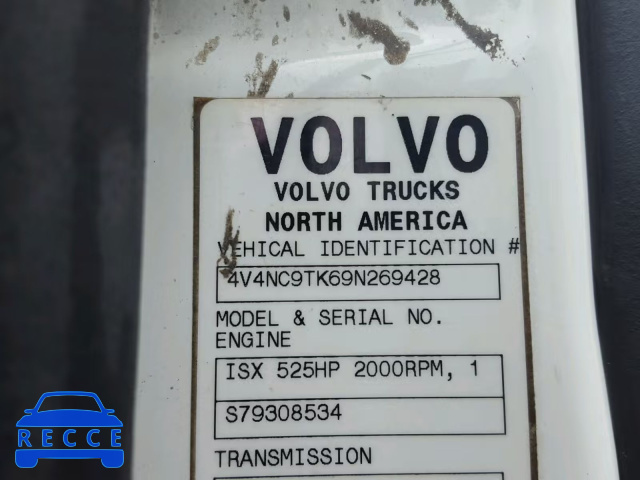 VOLVO
VOLVO TRUCKS
NORTH AMERICA
VEHICAL IDENTIFICATION #
4V4NC9TK69N269428
MODEL & SERIAL NO.
ENGINE
ISX 525HP 2000RPM, 1
S79308534
TRANSMISSION
RECCE